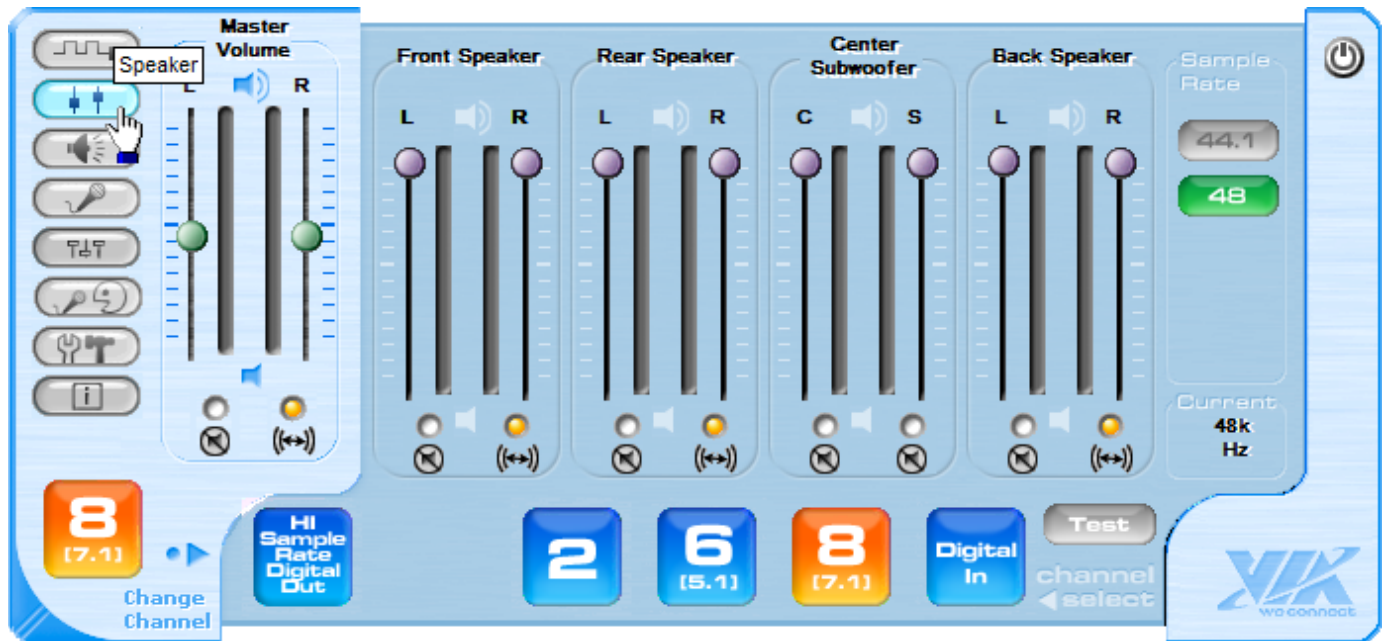 Master
Volume
Speaker
L R
Front Speaker
L R
Rear Speaker
L R
Center
Subwoofer
C S
Back Speaker
L R
Sample
Rate
44.1
48
Current
48k
Hz
8
[7.1]
Change
Channel
HI
Sample
Rate
Digital
Out
2
6
[5.1]
8
[7.1]
Digital
In
Test
channel
select
VIA
we connect